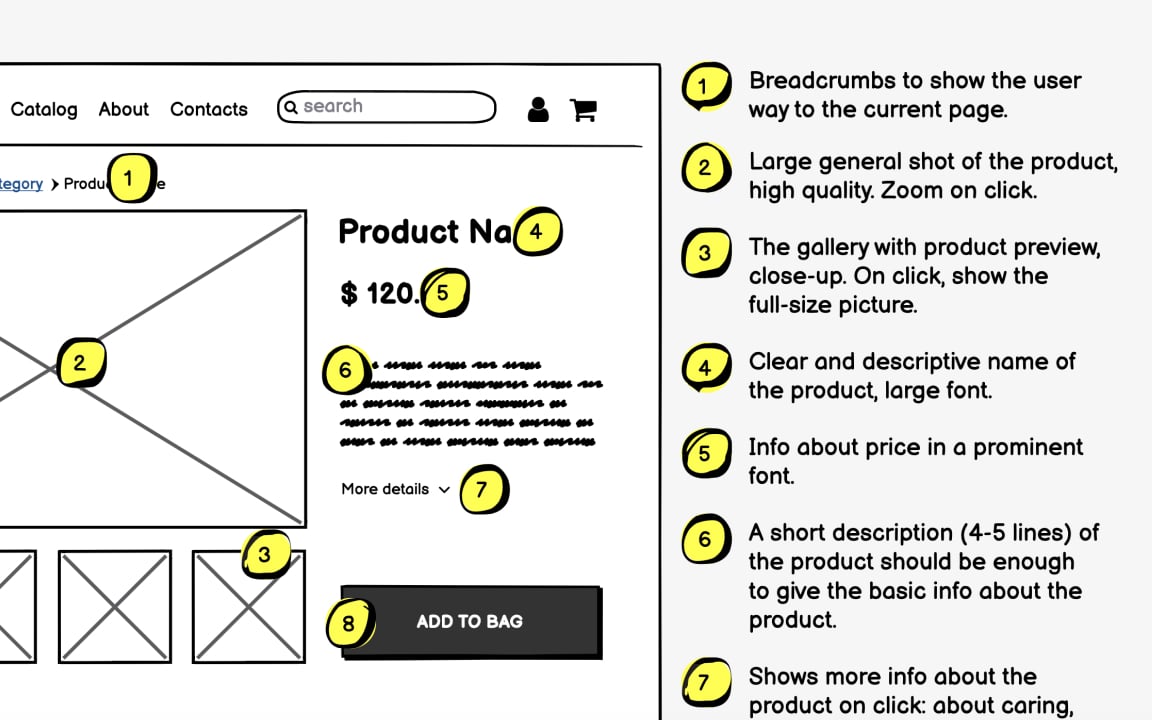 Catalog About Contacts search
tegory > Produ 1 e
2
3
Product Na 4
$ 120. 5
6
More details 7
8 ADD TO BAG
1 Breadcrumbs to show the user
way to the current page.
2 Large general shot of the product,
high quality. Zoom on click.
3 The gallery with product preview,
close-up. On click, show the
full-size picture.
4 Clear and descriptive name of
the product, large font.
5 Info about price in a prominent
font.
6 A short description (4-5 lines) of
the product should be enough
to give the basic info about the
product.
7 Shows more info about the
product on click: about caring,